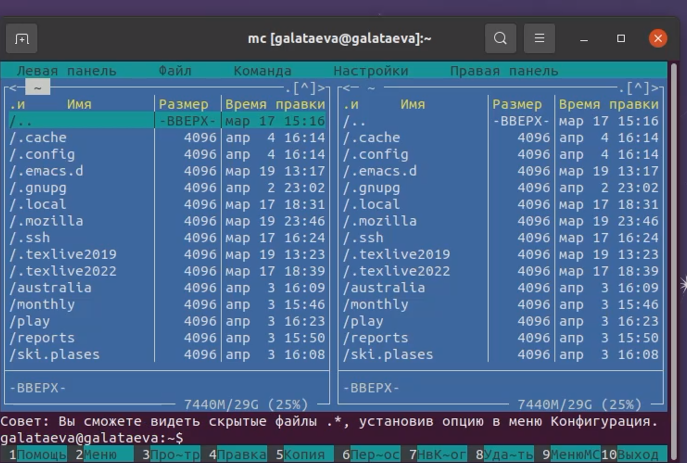 mc [galataeva@galataeva]:~
Левая панель Файл Команда Настройки Правая панель
<─ ~ .[^]> <─ ~ .[^]>
.и Имя Размер Время правки .и Имя Размер Время правки
/.. -ВВЕРХ- мар 17 15:16 /.. -ВВЕРХ- мар 17 15:16
/.cache 4096 апр 4 16:14 /.cache 4096 апр 4 16:14
/.config 4096 апр 4 16:14 /.config 4096 апр 4 16:14
/.emacs.d 4096 мар 19 13:17 /.emacs.d 4096 мар 19 13:17
/.gnupg 4096 апр 2 23:02 /.gnupg 4096 апр 2 23:02
/.local 4096 мар 17 18:31 /.local 4096 мар 17 18:31
/.mozilla 4096 мар 19 23:46 /.mozilla 4096 мар 19 23:46
/.ssh 4096 мар 17 16:24 /.ssh 4096 мар 17 16:24
/.texlive2019 4096 мар 19 13:23 /.texlive2019 4096 мар 19 13:23
/.texlive2022 4096 мар 17 18:39 /.texlive2022 4096 мар 17 18:39
/australia 4096 апр 3 16:09 /australia 4096 апр 3 16:09
/monthly 4096 апр 3 15:46 /monthly 4096 апр 3 15:46
/play 4096 апр 3 16:23 /play 4096 апр 3 16:23
/reports 4096 апр 3 15:50 /reports 4096 апр 3 15:50
/ski.plases 4096 апр 3 16:08 /ski.plases 4096 апр 3 16:08
-ВВЕРХ- -ВВЕРХ-
7440M/29G (25%) 7440M/29G (25%)
Совет: Вы сможете видеть скрытые файлы .*, установив опцию в меню Конфигурация.
galataeva@galataeva:~$
1Помощь 2Меню 3Про~тр 4Правка 5Копия 6Пер~ос 7НвК~ог 8Уда~ть 9МенюMC 10Выход